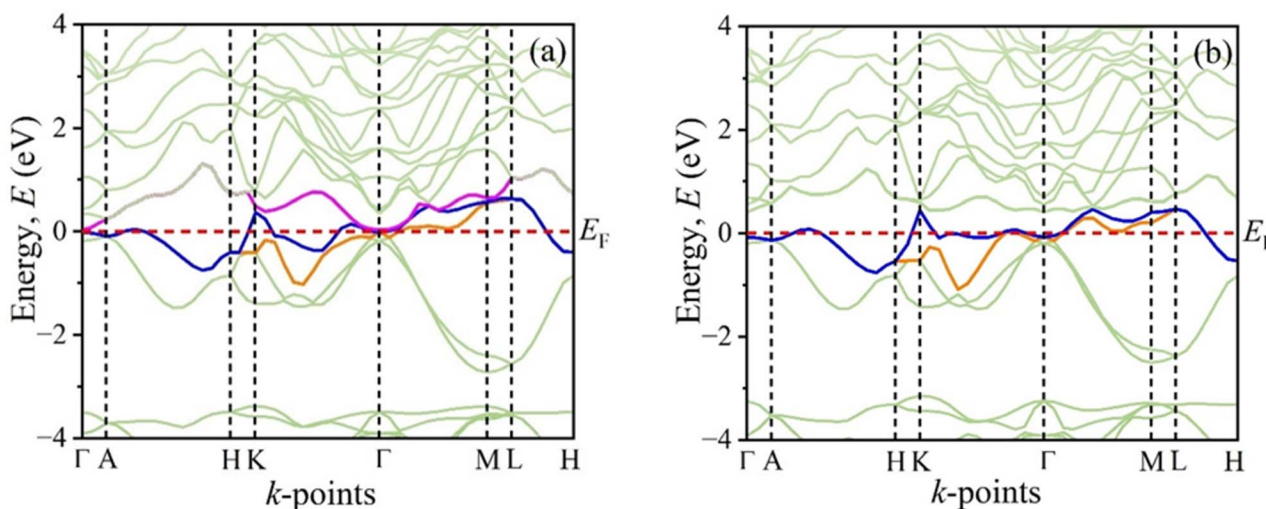 (a)
4
2
0
−2
−4
Energy, E (eV)
E_F
Γ A H K Γ M L H
k-points
(b)
4
2
0
−2
−4
Energy, E (eV)
E
Γ A H K Γ M L H
k-points